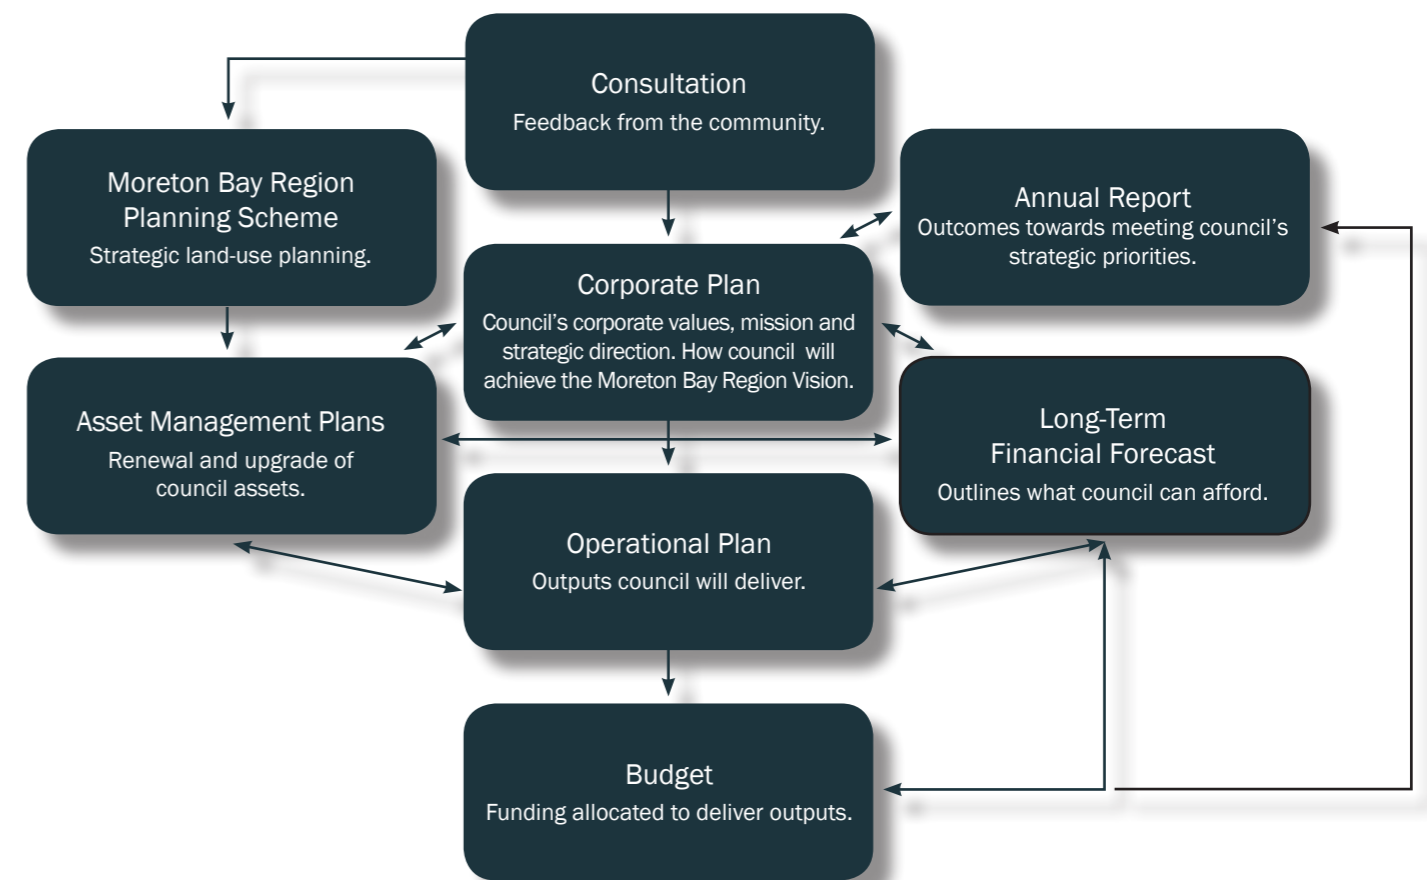 Consultation
Feedback from the community.
Moreton Bay Region
Planning Scheme
Strategic land-use planning.
Annual Report
Outcomes towards meeting council's
strategic priorities.
Corporate Plan
Council's corporate values, mission and
strategic direction. How council will
achieve the Moreton Bay Region Vision.
Asset Management Plans
Renewal and upgrade of
council assets.
Long-Term
Financial Forecast
Outlines what council can afford.
Operational Plan
Outputs council will deliver.
Budget
Funding allocated to deliver outputs.